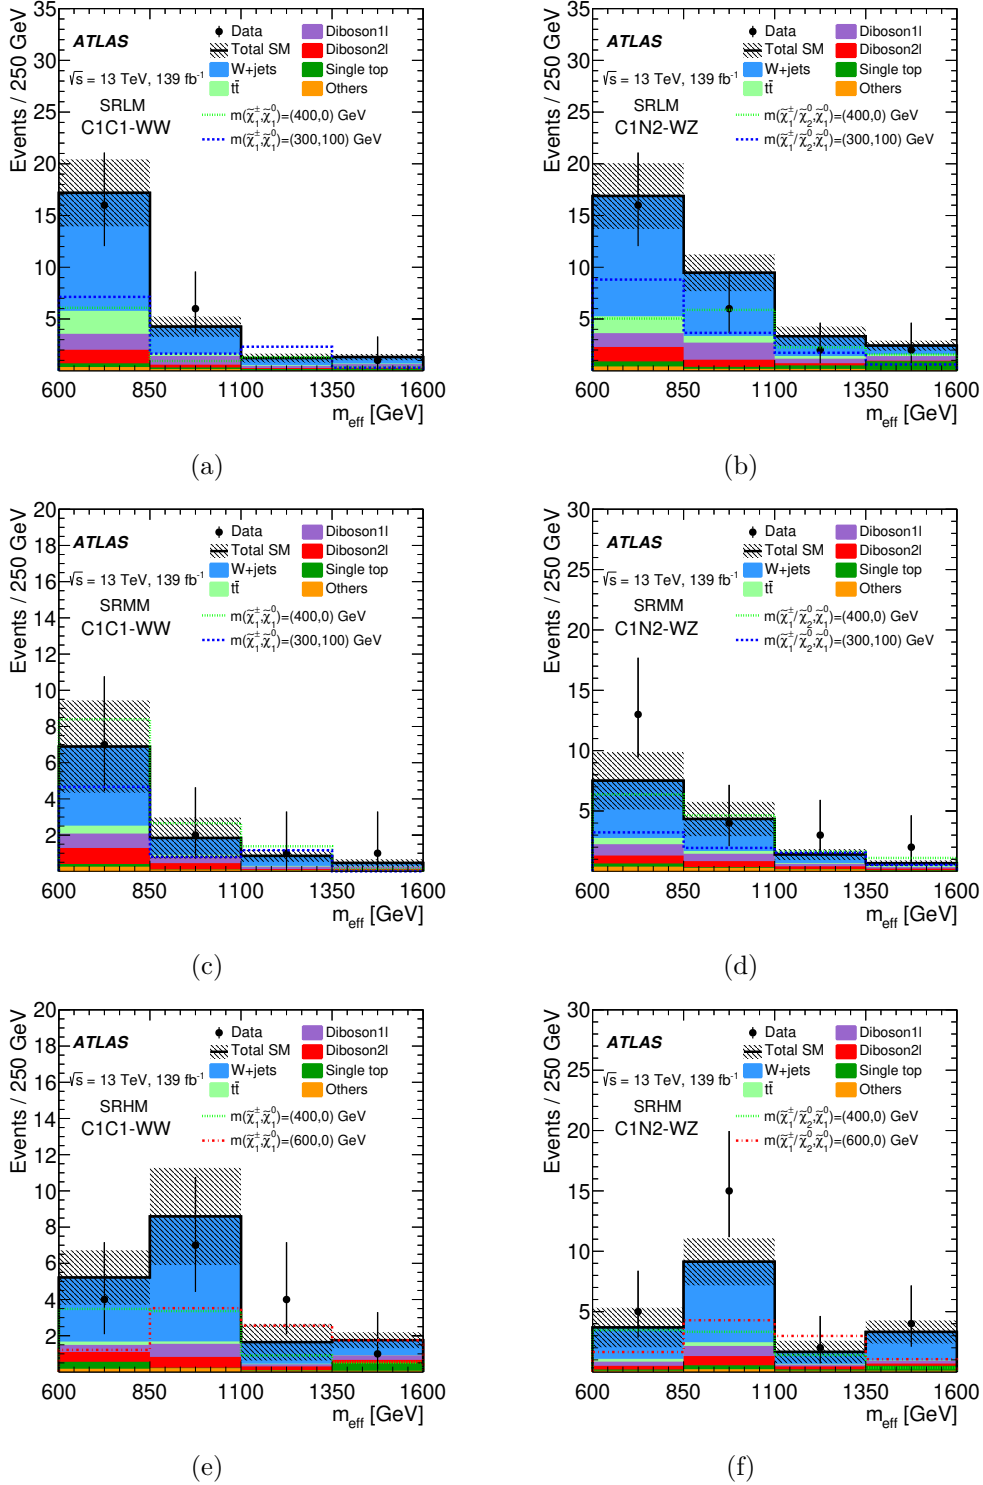 Events / 250 GeV
35
30
25
20
15
10
5
ATLAS
√s = 13 TeV, 139 fb⁻¹
SRLM
C1C1-WW
Data
Total SM
W+jets
tt̄
Diboson1l
Diboson2l
Single top
Others
m(χ̃₁±,χ̃₁⁰)=(400,0) GeV
m(χ̃₁±,χ̃₁⁰)=(300,100) GeV
600 850 1100 1350 1600
m_eff [GeV]
(a)
Events / 250 GeV
35
30
25
20
15
10
5
ATLAS
√s = 13 TeV, 139 fb⁻¹
SRLM
C1N2-WZ
Data
Total SM
W+jets
tt̄
Diboson1l
Diboson2l
Single top
Others
m(χ̃₁±/χ̃₂⁰,χ̃₁⁰)=(400,0) GeV
m(χ̃₁±/χ̃₂⁰,χ̃₁⁰)=(300,100) GeV
600 850 1100 1350 1600
m_eff [GeV]
(b)
Events / 250 GeV
20
18
16
14
12
10
8
6
4
2
ATLAS
√s = 13 TeV, 139 fb⁻¹
SRMM
C1C1-WW
Data
Total SM
W+jets
tt̄
Diboson1l
Diboson2l
Single top
Others
m(χ̃₁±,χ̃₁⁰)=(400,0) GeV
m(χ̃₁±,χ̃₁⁰)=(300,100) GeV
600 850 1100 1350 1600
m_eff [GeV]
(c)
Events / 250 GeV
30
25
20
15
10
5
ATLAS
√s = 13 TeV, 139 fb⁻¹
SRMM
C1N2-WZ
Data
Total SM
W+jets
tt̄
Diboson1l
Diboson2l
Single top
Others
m(χ̃₁±/χ̃₂⁰,χ̃₁⁰)=(400,0) GeV
m(χ̃₁±/χ̃₂⁰,χ̃₁⁰)=(300,100) GeV
600 850 1100 1350 1600
m_eff [GeV]
(d)
Events / 250 GeV
20
18
16
14
12
10
8
6
4
2
ATLAS
√s = 13 TeV, 139 fb⁻¹
SRHM
C1C1-WW
Data
Total SM
W+jets
tt̄
Diboson1l
Diboson2l
Single top
Others
m(χ̃₁±,χ̃₁⁰)=(400,0) GeV
m(χ̃₁±,χ̃₁⁰)=(600,0) GeV
600 850 1100 1350 1600
m_eff [GeV]
(e)
Events / 250 GeV
30
25
20
15
10
5
ATLAS
√s = 13 TeV, 139 fb⁻¹
SRHM
C1N2-WZ
Data
Total SM
W+jets
tt̄
Diboson1l
Diboson2l
Single top
Others
m(χ̃₁±/χ̃₂⁰,χ̃₁⁰)=(400,0) GeV
m(χ̃₁±/χ̃₂⁰,χ̃₁⁰)=(600,0) GeV
600 850 1100 1350 1600
m_eff [GeV]
(f)